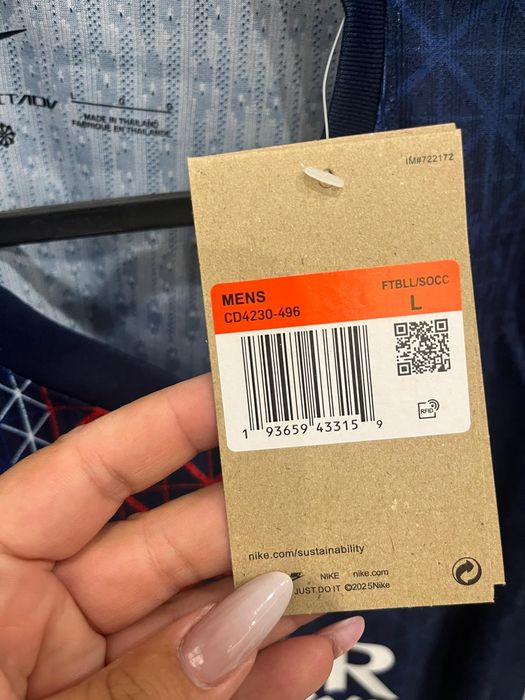 L G D
MADE IN THAILAND
FABRIQUÉ EN THAÏLANDE
IM#722172
MENS
FTBLL/SOCC
CD4230-496
L
1 93659 43315 9
RFID
nike.com/sustainability
NIKE nike.com
JUST DO IT ©2025Nike